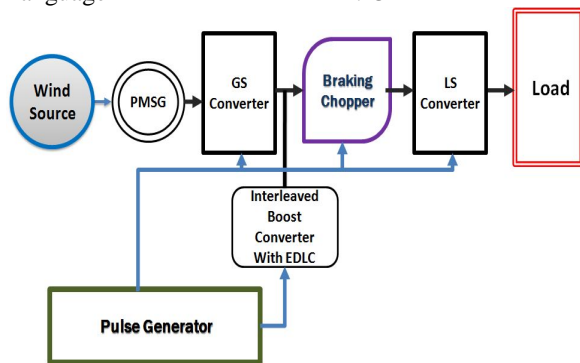 Wind
Source
PMSG
GS
Converter
Braking
Chopper
LS
Converter
Load
Interleaved
Boost
Converter
With EDLC
Pulse Generator